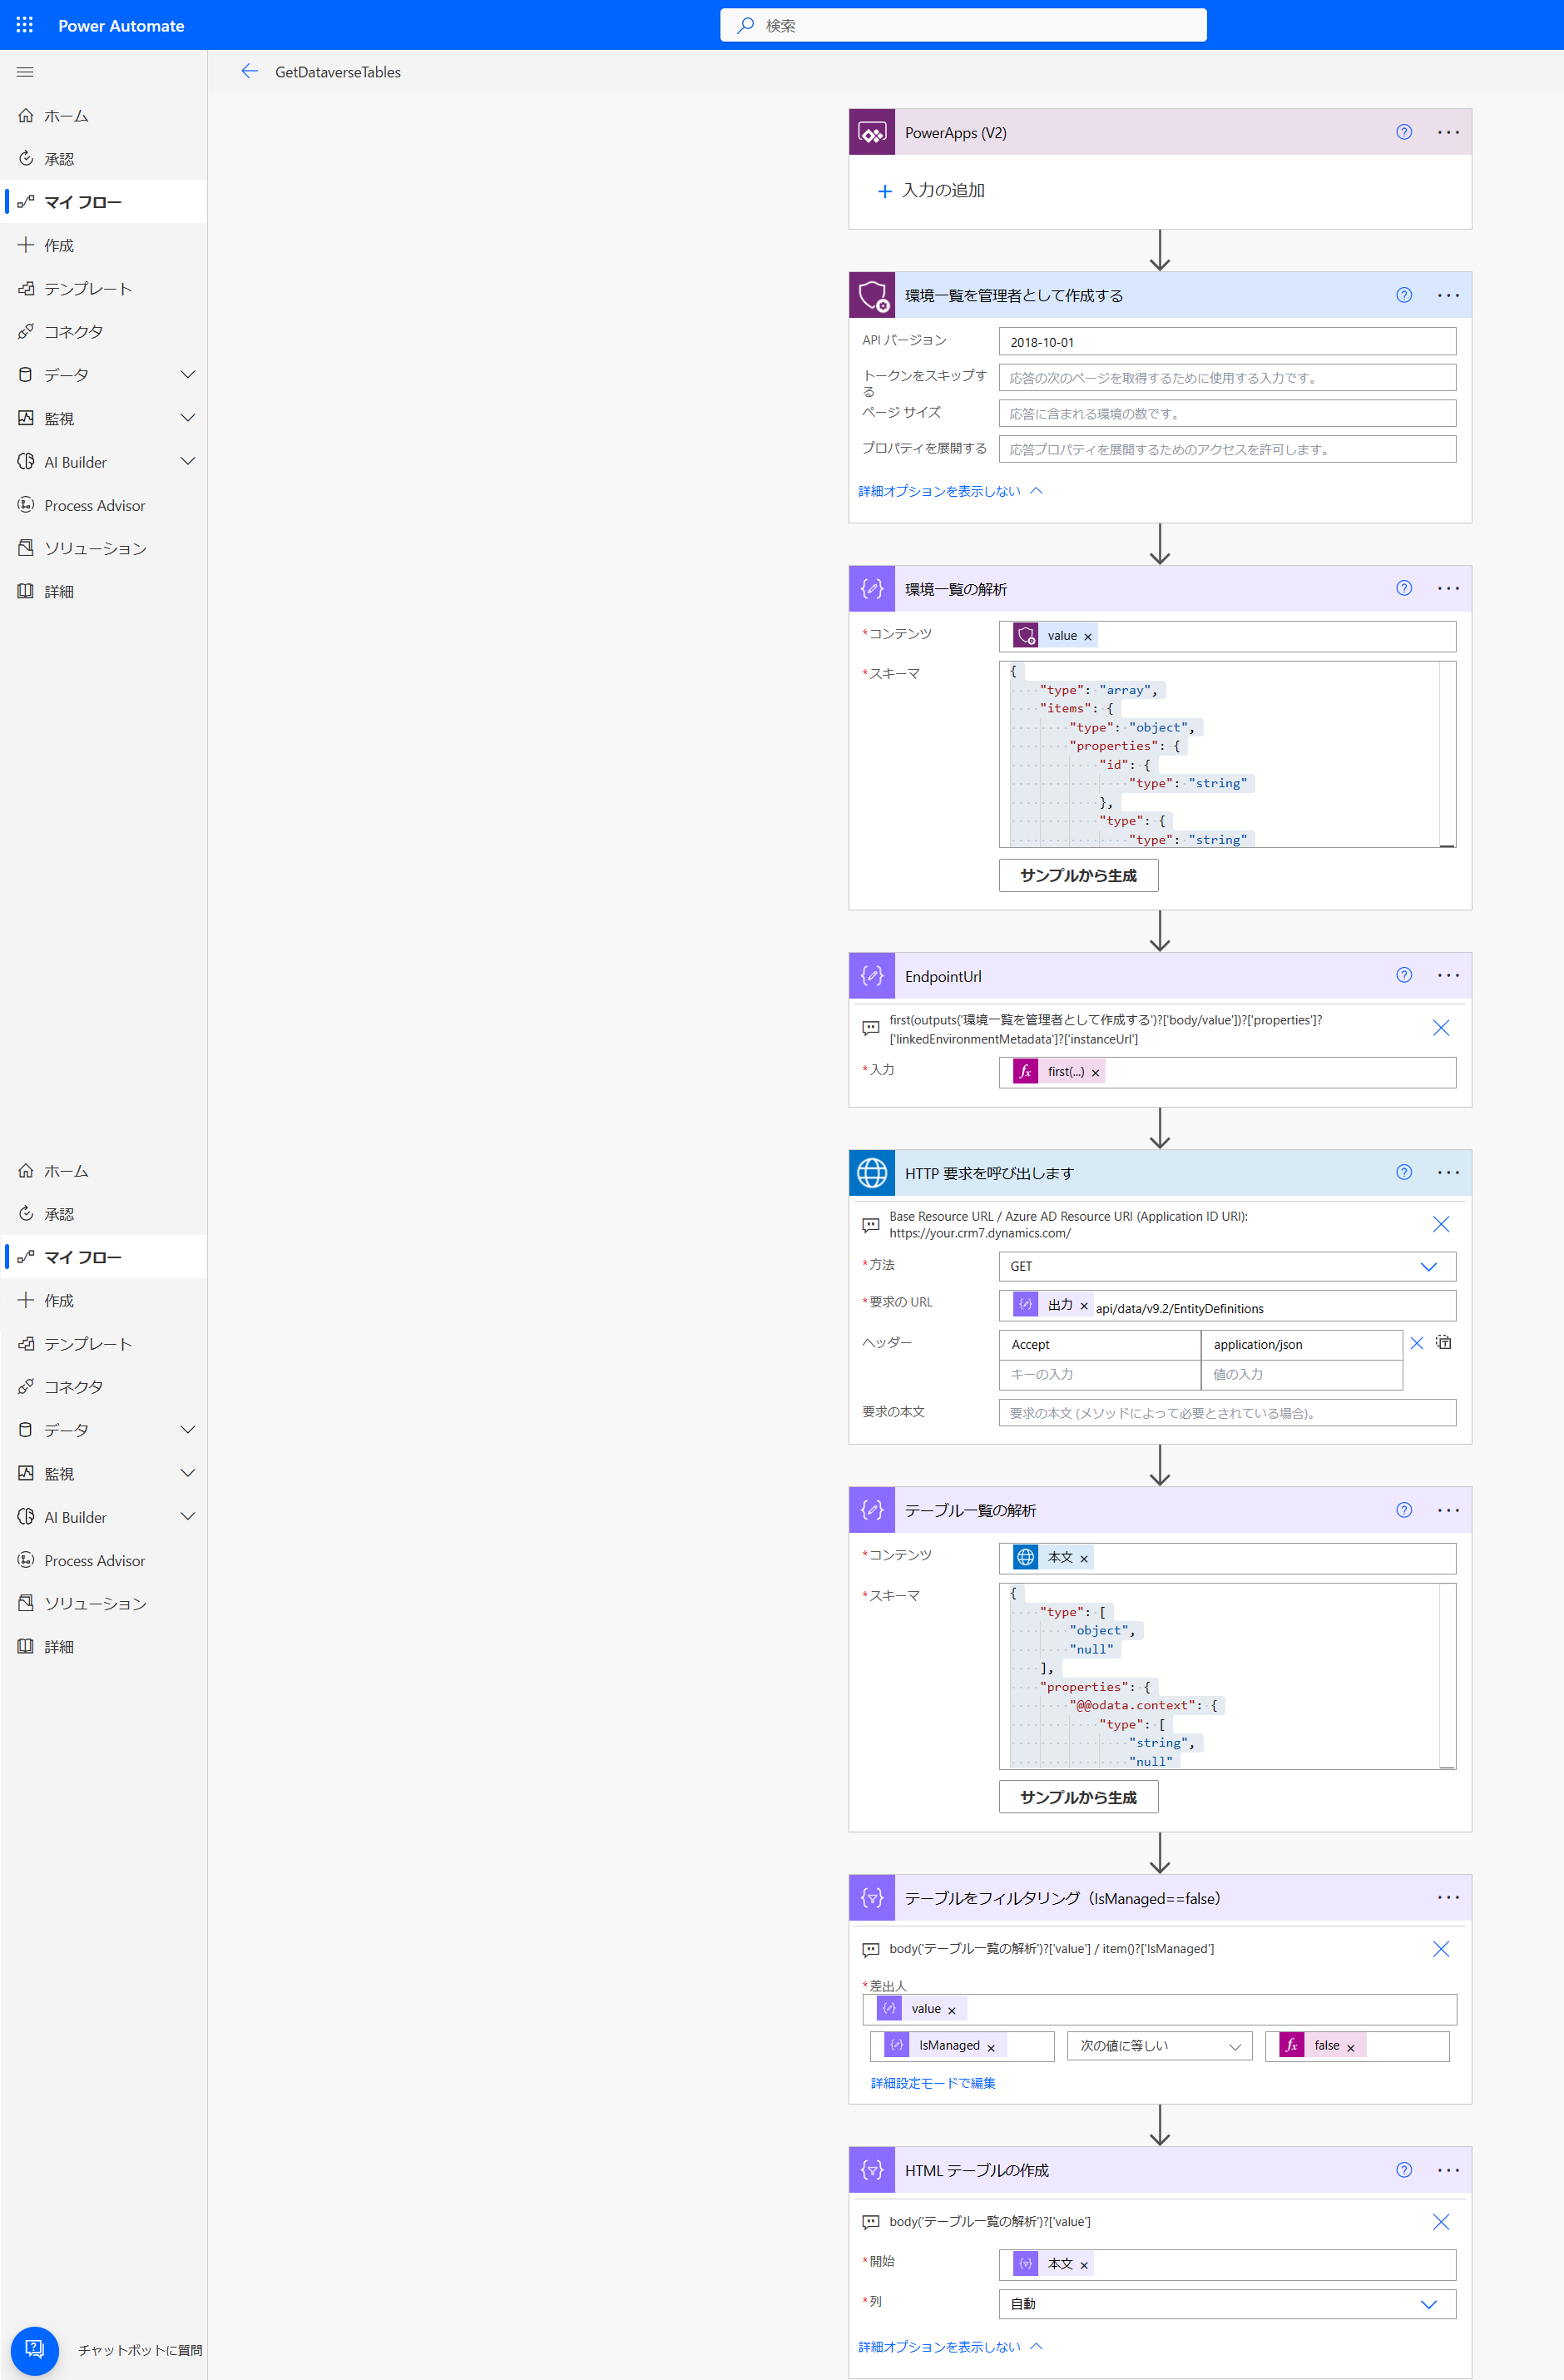 Power Automate
検索
GetDataverseTables
ホーム
承認
マイ フロー
作成
テンプレート
コネクタ
データ
監視
AI Builder
Process Advisor
ソリューション
詳細
ホーム
承認
マイ フロー
作成
テンプレート
コネクタ
データ
監視
AI Builder
Process Advisor
ソリューション
詳細
チャットボットに質問
PowerApps (V2)
入力の追加
環境一覧を管理者として作成する
API バージョン
2018-10-01
トークンをスキップす
る
応答の次のページを取得するために使用する入力です。
ページ サイズ
応答に含まれる環境の数です。
プロパティを展開する
応答プロパティを展開するためのアクセスを許可します。
詳細オプションを表示しない
環境一覧の解析
*コンテンツ
value ×
*スキーマ
{
"type": "array",
"items": {
"type": "object",
"properties": {
"id": {
"type": "string"
},
"type": {
"type": "string"
サンプルから生成
EndpointUrl
first(outputs('環境一覧を管理者として作成する')?['body/value'])?['properties']?
['linkedEnvironmentMetadata']?['instanceUrl']
*入力
fx first(...) ×
HTTP 要求を呼び出します
Base Resource URL / Azure AD Resource URI (Application ID URI):
https://your.crm7.dynamics.com/
*方法
GET
*要求の URL
出力 × api/data/v9.2/EntityDefinitions
ヘッダー
Accept
application/json
キーの入力
値の入力
要求の本文
要求の本文 (メソッドによって必要とされている場合)。
テーブル一覧の解析
*コンテンツ
本文 ×
*スキーマ
{
"type": [
"object",
"null"
],
"properties": {
"@@odata.context": {
"type": [
"string",
"null"
サンプルから生成
テーブルをフィルタリング（IsManaged==false）
body('テーブル一覧の解析')?['value'] / item()?['IsManaged']
*差出人
value ×
IsManaged ×
次の値に等しい
fx false ×
詳細設定モードで編集
HTML テーブルの作成
body('テーブル一覧の解析')?['value']
*開始
本文 ×
*列
自動
詳細オプションを表示しない